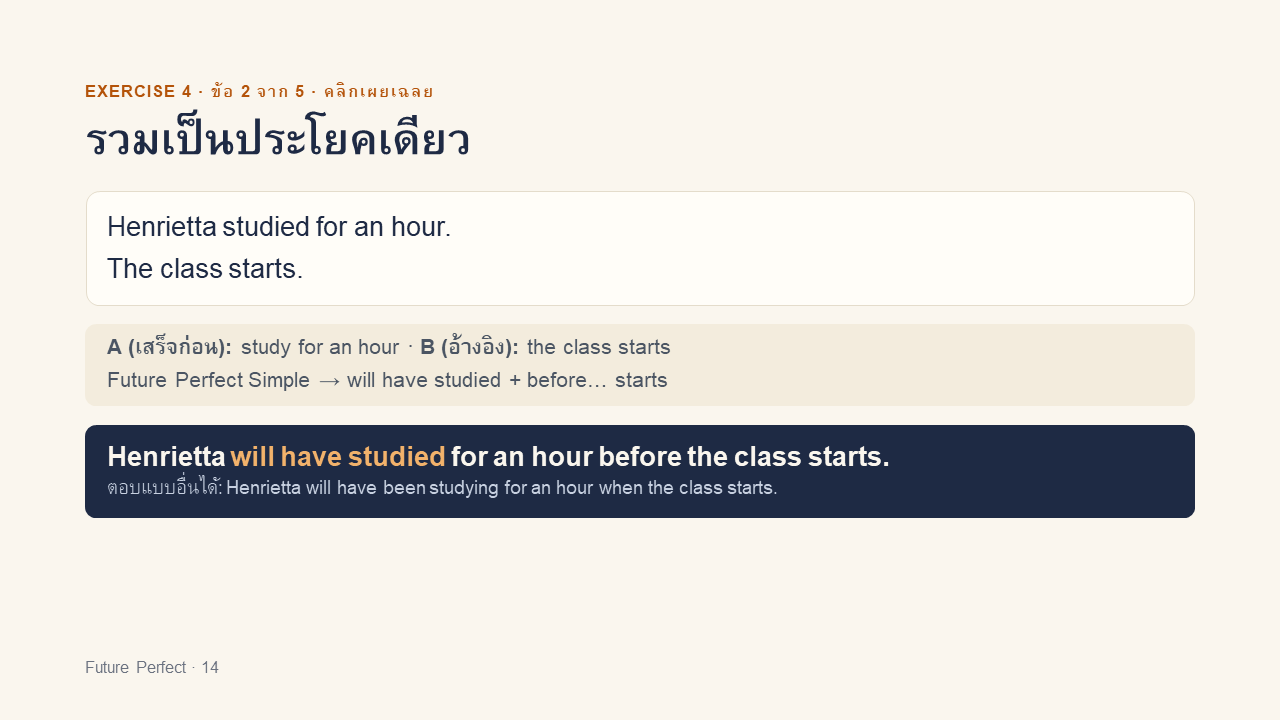 EXERCISE 4 · ข้อ 2 จาก 5 · คลิกเผยเฉลย
รวมเป็นประโยคเดียว
Henrietta studied for an hour.
The class starts.
A (เสร็จก่อน): study for an hour · B (อ้างอิง): the class starts
Future Perfect Simple → will have studied + before… starts
Henrietta will have studied for an hour before the class starts.
ตอบแบบอื่นได้: Henrietta will have been studying for an hour when the class starts.
Future Perfect · 14